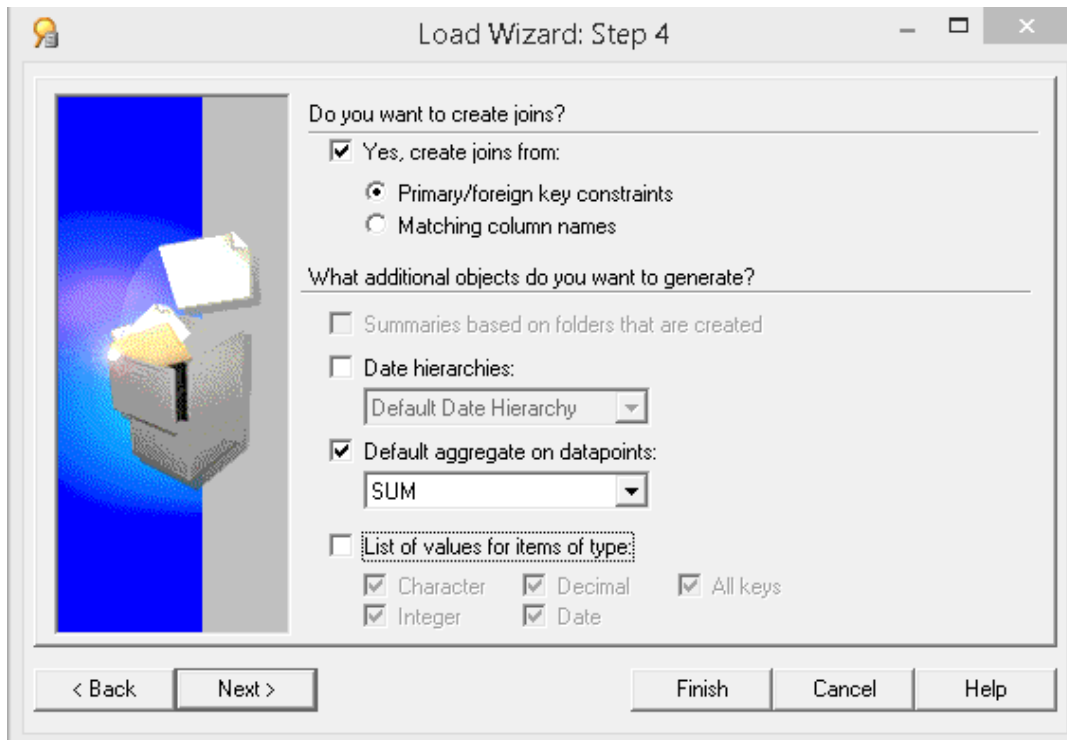 Load Wizard: Step 4
Do you want to create joins?
Yes, create joins from:
Primary/foreign key constraints
Matching column names
What additional objects do you want to generate?
Summaries based on folders that are created
Date hierarchies:
Default Date Hierarchy
Default aggregate on datapoints:
SUM
List of values for items of type:
Character Decimal All keys
Integer Date
< Back Next > Finish Cancel Help